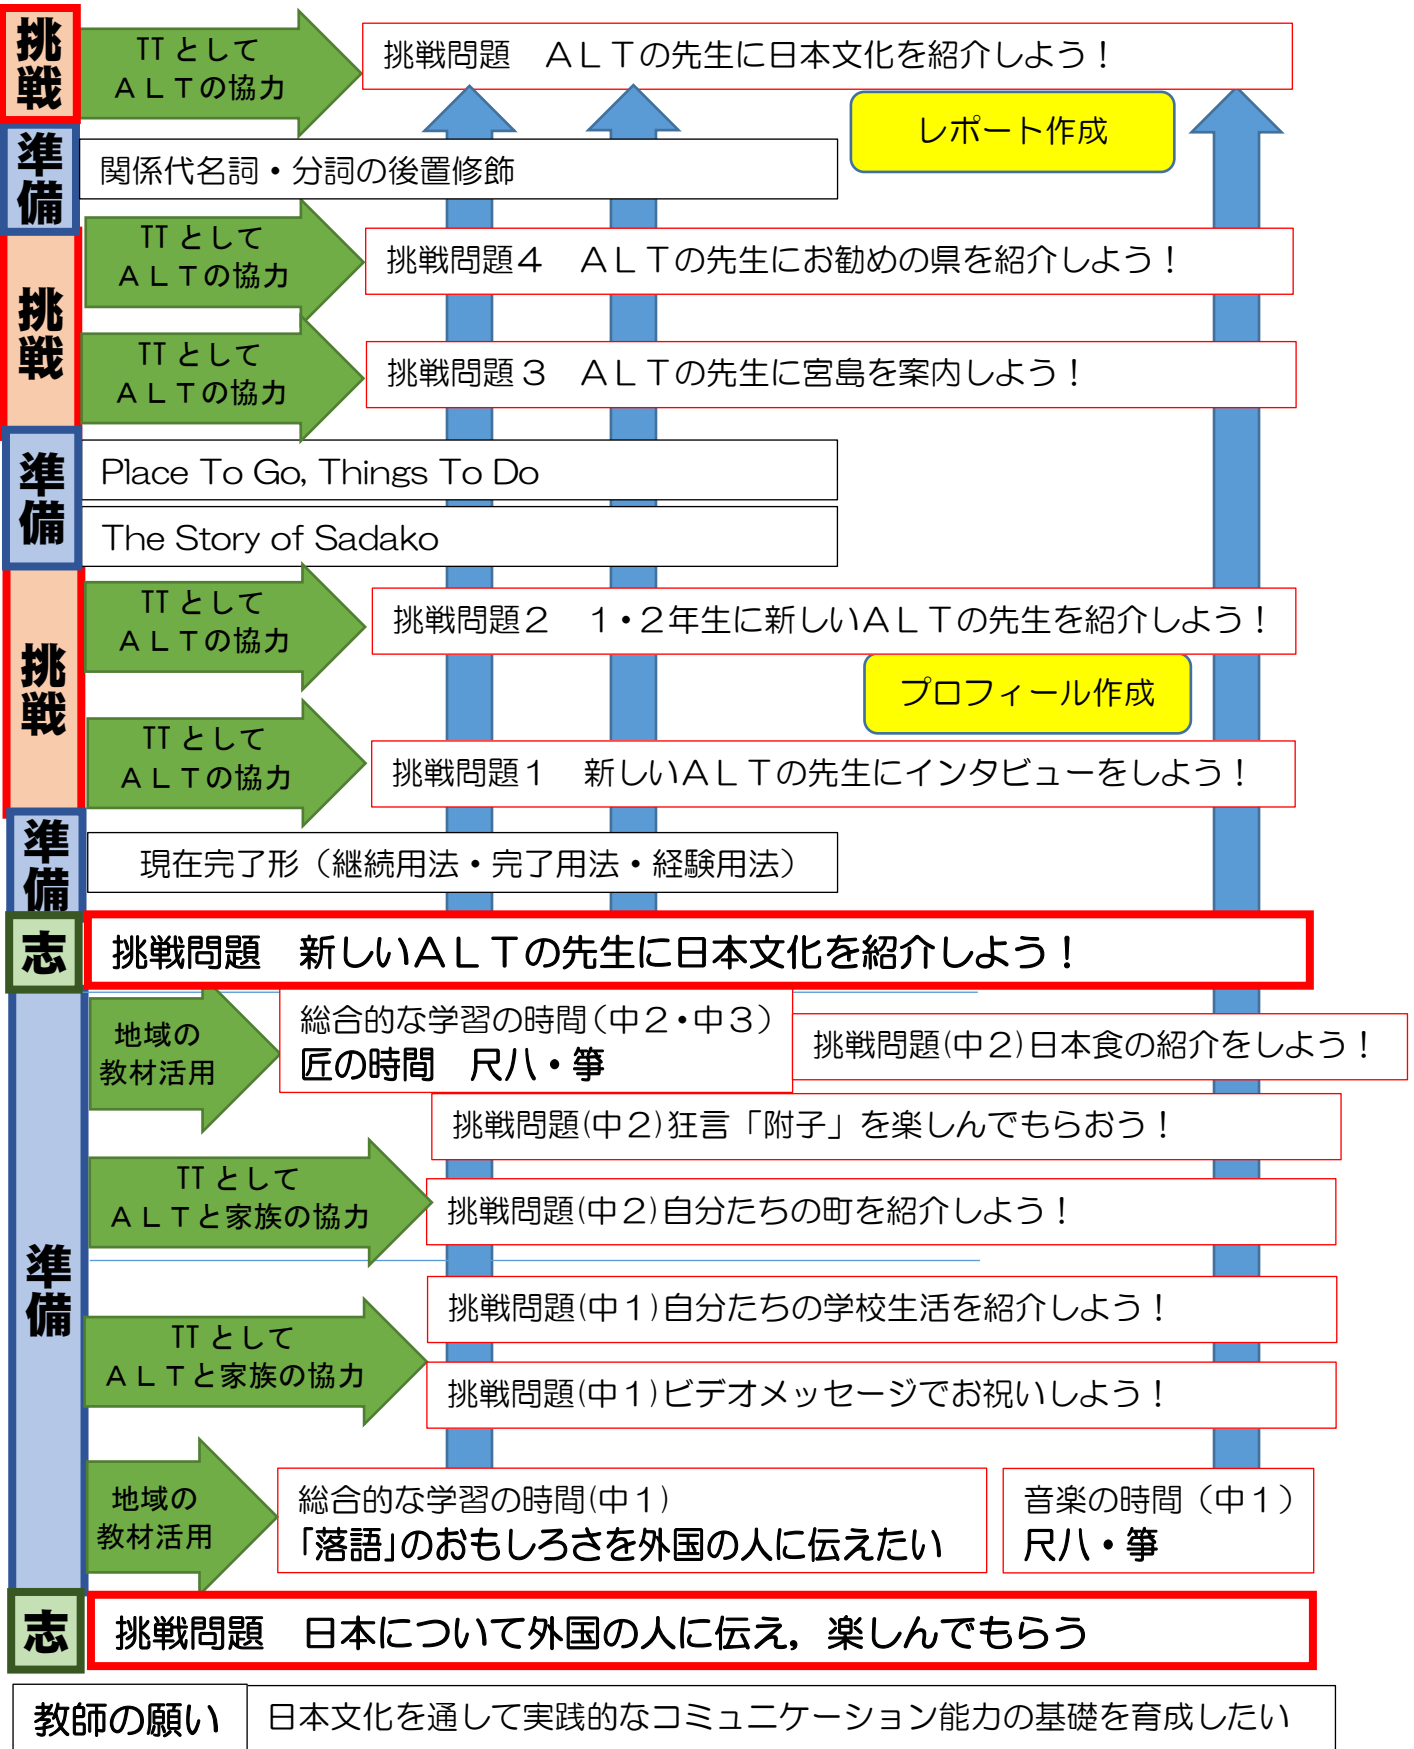 挑戦
TT として
ＡＬＴの協力
挑戦問題　ＡＬＴの先生に日本文化を紹介しよう！
レポート作成
準備
関係代名詞・分詞の後置修飾
挑戦
TT として
ＡＬＴの協力
挑戦問題４　ＡＬＴの先生にお勧めの県を紹介しよう！
TT として
ＡＬＴの協力
挑戦問題３　ＡＬＴの先生に宮島を案内しよう！
準備
Place To Go, Things To Do
The Story of Sadako
挑戦
TT として
ＡＬＴの協力
挑戦問題２　１・２年生に新しいＡＬＴの先生を紹介しよう！
プロフィール作成
TT として
ＡＬＴの協力
挑戦問題１　新しいＡＬＴの先生にインタビューをしよう！
準備
現在完了形（継続用法・完了用法・経験用法）
志
挑戦問題　新しいＡＬＴの先生に日本文化を紹介しよう！
準備
地域の
教材活用
総合的な学習の時間（中２・中３）
匠の時間　尺八・箏
挑戦問題(中２)日本食の紹介をしよう！
挑戦問題(中２)狂言「附子」を楽しんでもらおう！
TT として
ＡＬＴと家族の協力
挑戦問題(中２)自分たちの町を紹介しよう！
挑戦問題(中１)自分たちの学校生活を紹介しよう！
TT として
ＡＬＴと家族の協力
挑戦問題(中１)ビデオメッセージでお祝いしよう！
地域の
教材活用
総合的な学習の時間(中１)
「落語」のおもしろさを外国の人に伝えたい
音楽の時間（中１）
尺八・箏
志
挑戦問題　日本について外国の人に伝え，楽しんでもらう
教師の願い
日本文化を通して実践的なコミュニケーション能力の基礎を育成したい